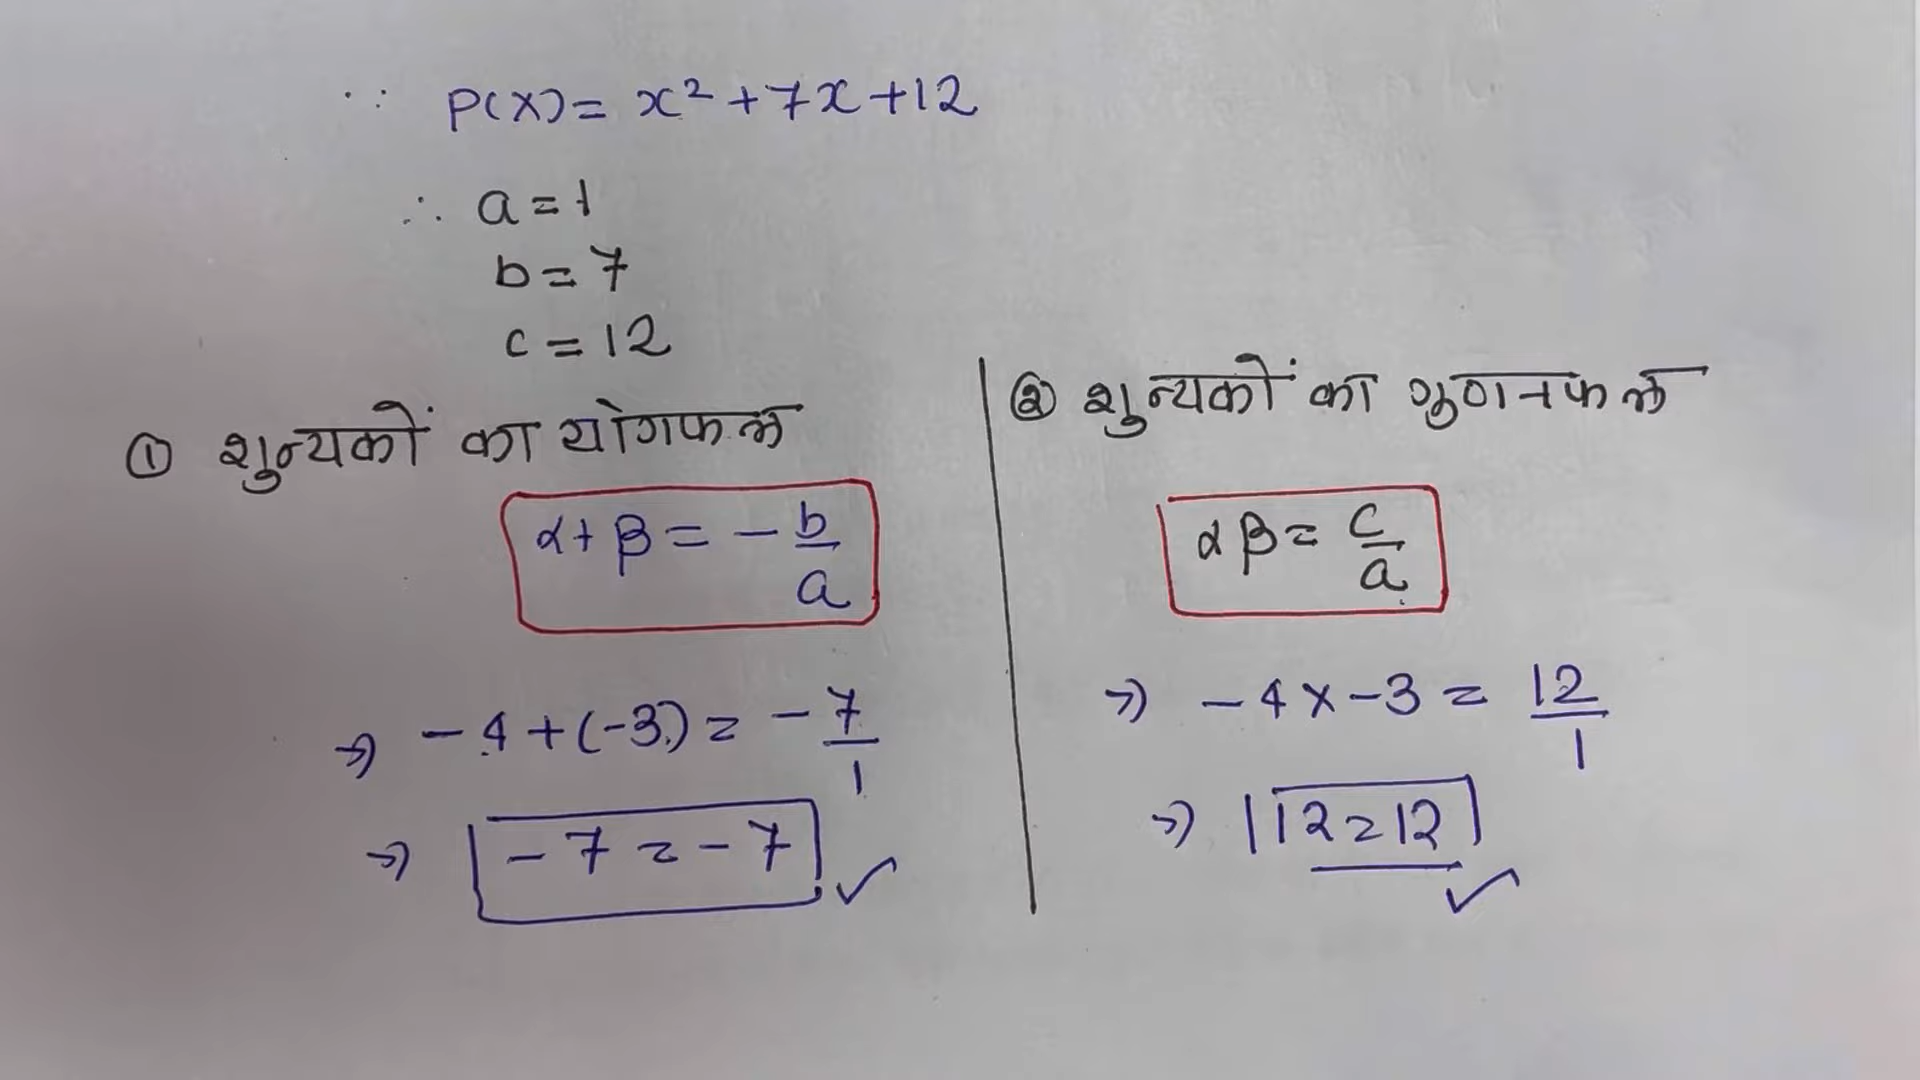 ∵ P(X) = x² + 7x + 12
∴ a = 1
b = 7
c = 12
① शुन्यकों का योगफल
α + β = - b/a
⇒ - 4 + (-3) = - 7/1
⇒ - 7 = - 7 ✓
② शुन्यकों का गुणनफल
α β = c/a
⇒ - 4 x - 3 = 12/1
⇒ 12 = 12 ✓